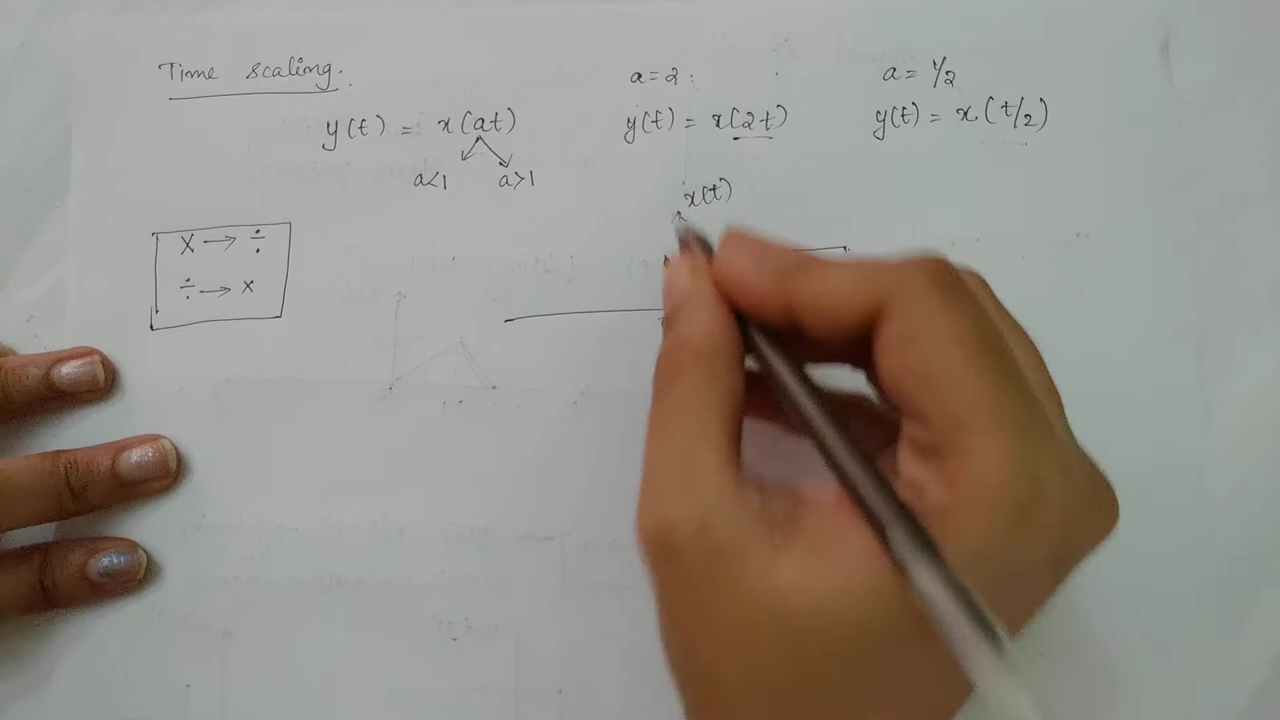 Time scaling.
a = 2 :
a = 1/2
y(t) = x(at)
y(t) = x(2t)
y(t) = x(t/2)
a<1 a>1
x(t)
x → ÷
÷ → x